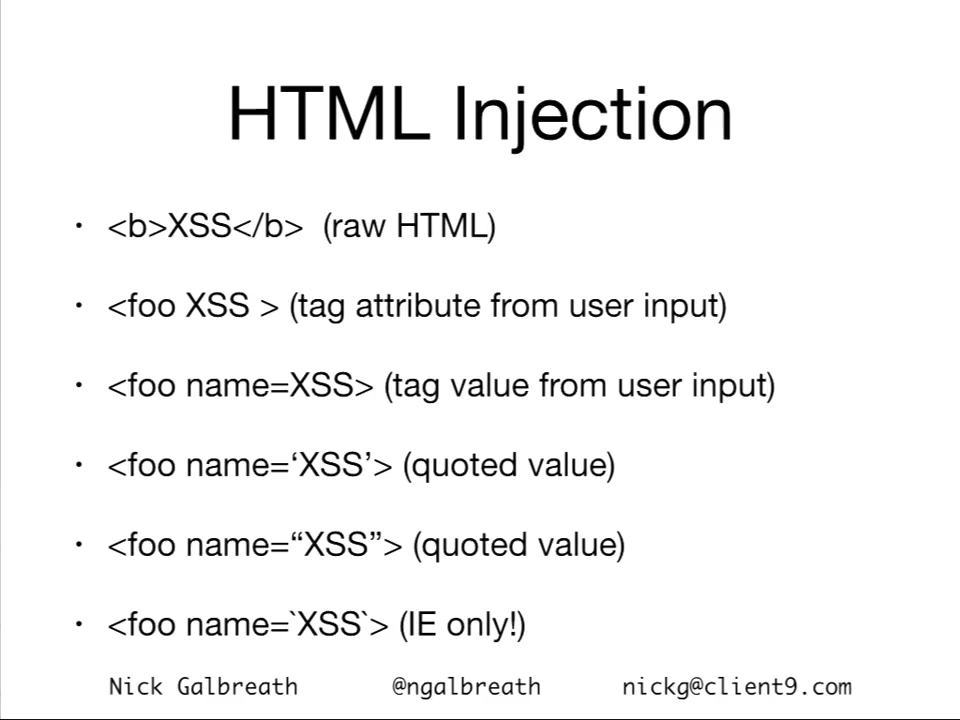 HTML Injection
• <b>XSS</b> (raw HTML)
• <foo XSS > (tag attribute from user input)
• <foo name=XSS> (tag value from user input)
• <foo name=‘XSS’> (quoted value)
• <foo name=“XSS”> (quoted value)
• <foo name=`XSS`> (IE only!)
Nick Galbreath @ngalbreath nickg@client9.com